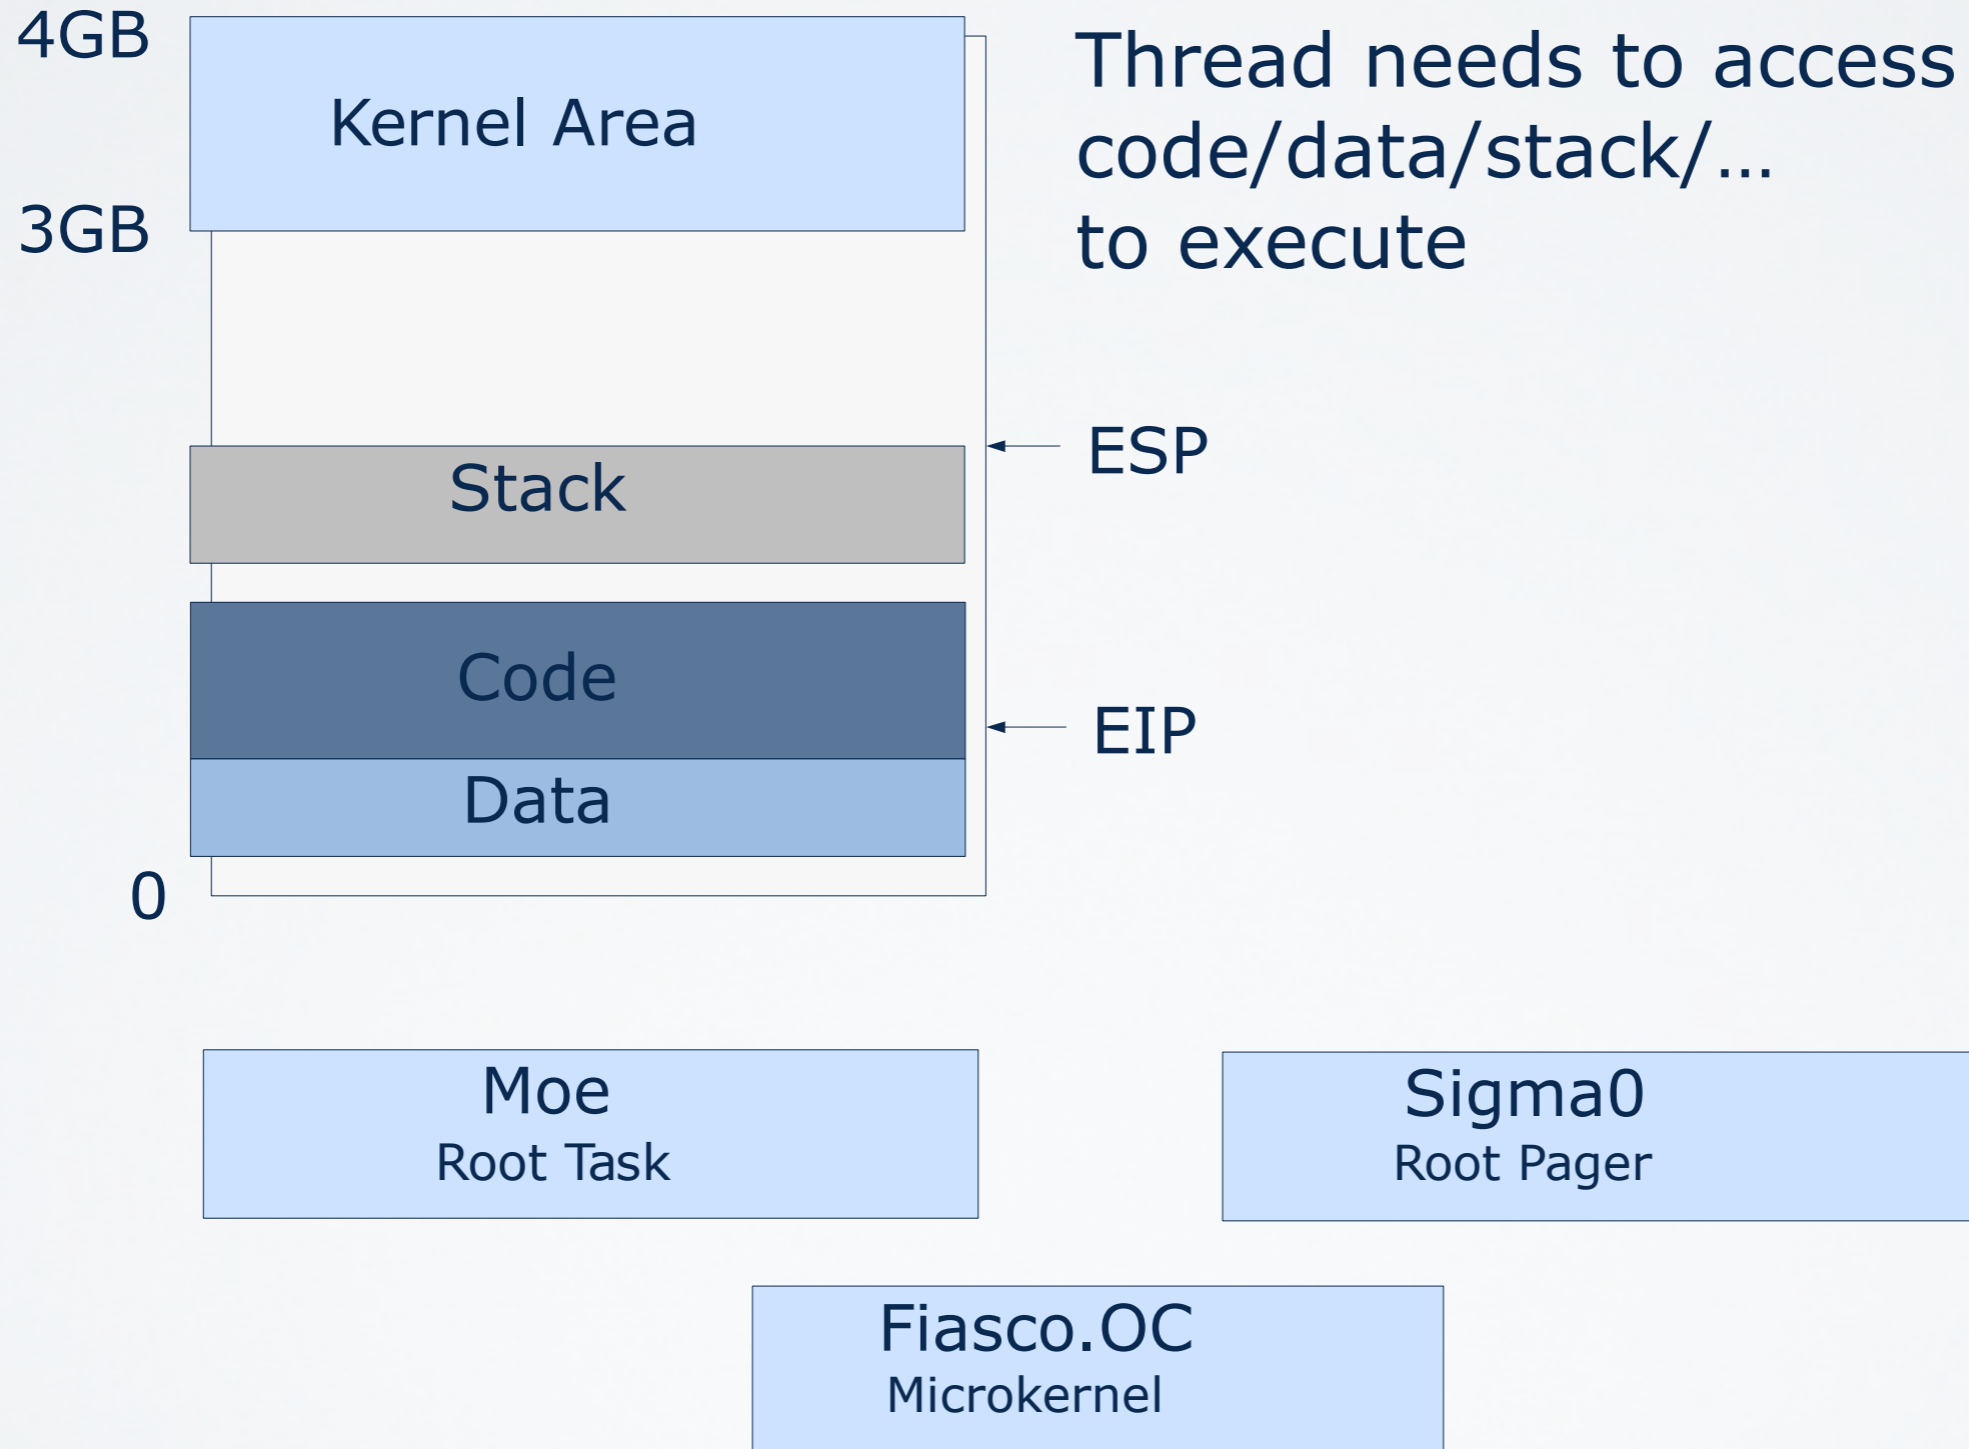 4GB
Kernel Area
3GB
Thread needs to access
code/data/stack/…
to execute
Stack
ESP
Code
EIP
Data
0
Moe
Root Task
Sigma0
Root Pager
Fiasco.OC
Microkernel